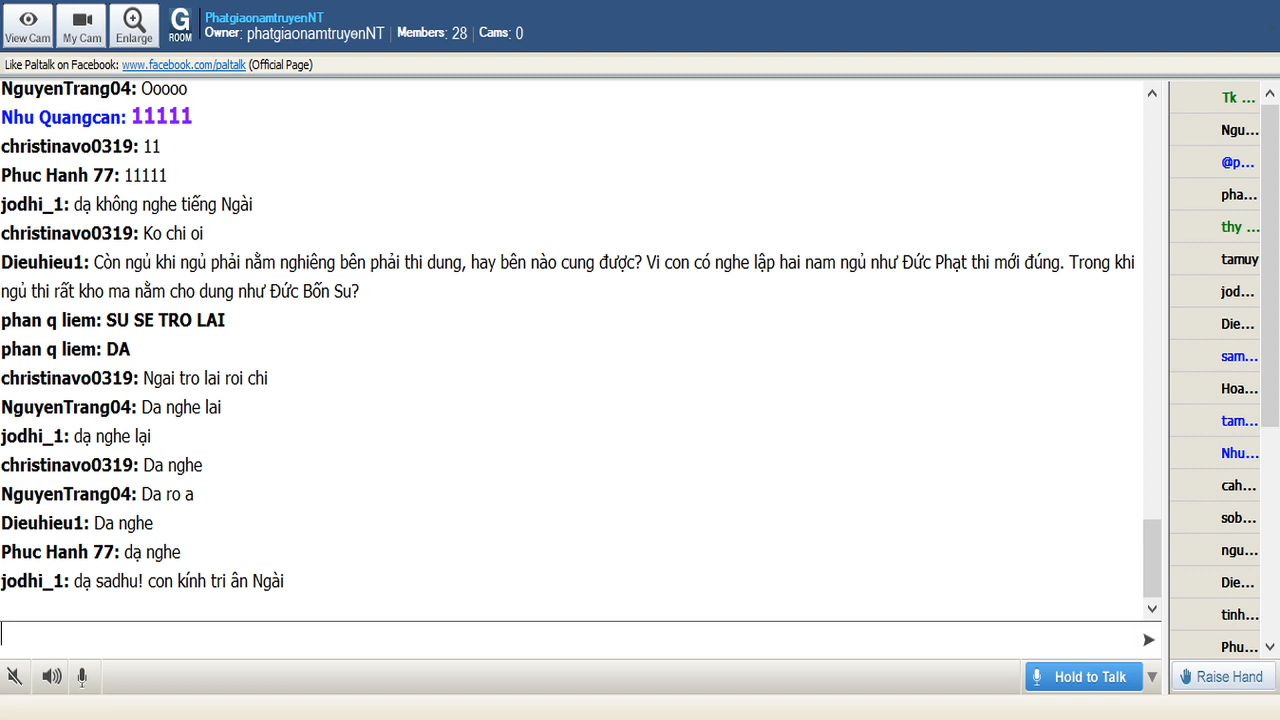 View Cam
My Cam
Enlarge
G
ROOM
PhatgiaonamtruyenNT
Owner: phatgiaonamtruyenNT | Members: 28 | Cams: 0
Like Paltalk on Facebook: www.facebook.com/paltalk (Official Page)
NguyenTrang04: Ooooo
Nhu Quangcan: 11111
christinavo0319: 11
Phuc Hanh 77: 11111
jodhi_1: dạ không nghe tiếng Ngài
christinavo0319: Ko chi oi
Dieuhieu1: Còn ngủ khi ngủ phải nằm nghiêng bên phải thi dung, hay bên nào cung được? Vi con có nghe lập hai nam ngủ như Đức Phạt thi mới đúng. Trong khi
ngủ thi rất kho ma nằm cho dung như Đức Bốn Su?
phan q liem: SU SE TRO LAI
phan q liem: DA
christinavo0319: Ngai tro lai roi chi
NguyenTrang04: Da nghe lai
jodhi_1: dạ nghe lại
christinavo0319: Da nghe
NguyenTrang04: Da ro a
Dieuhieu1: Da nghe
Phuc Hanh 77: dạ nghe
jodhi_1: dạ sadhu! con kính tri ân Ngài
Tk ...
Ngu...
@p...
pha...
thy ...
tamuy
jod...
Die...
sam...
Hoa...
tam...
Nhu...
cah...
sob...
ngu...
Die...
tinh...
Phu...
Hold to Talk
Raise Hand